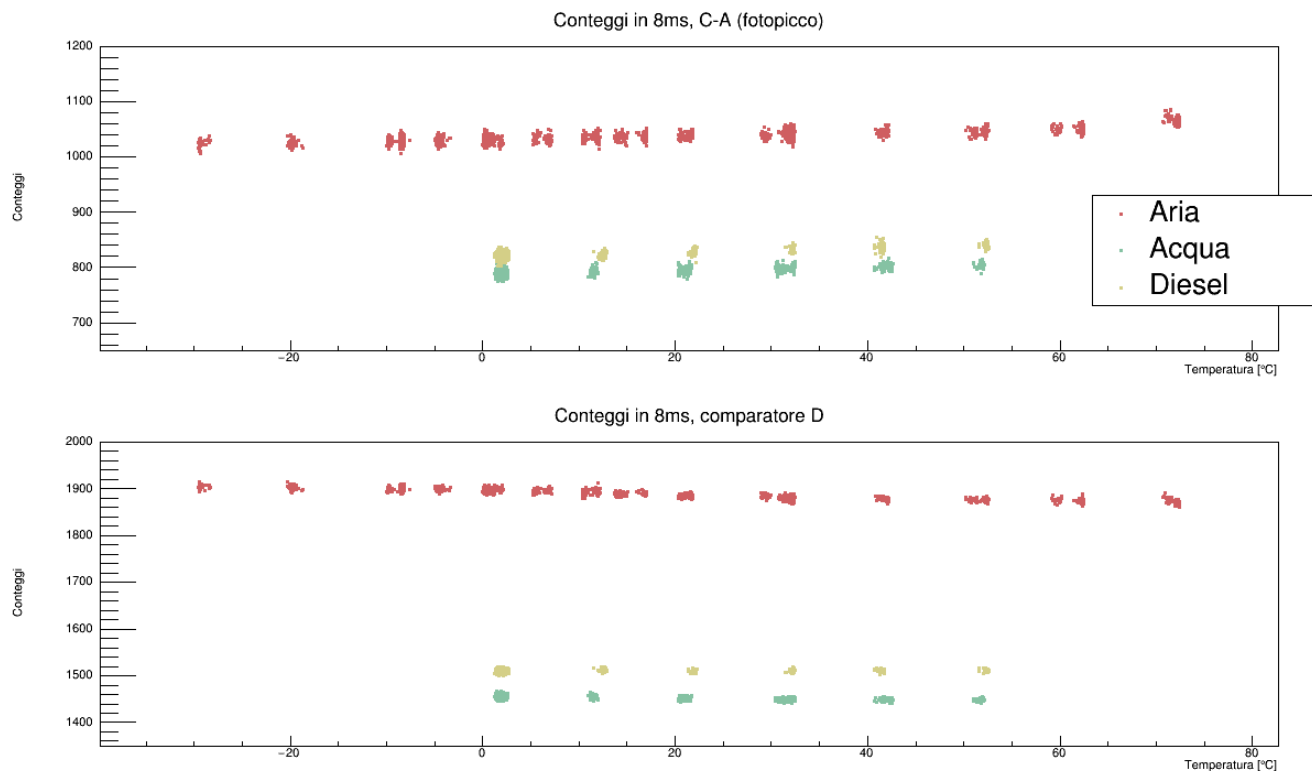 Conteggi in 8ms, C-A (fotopicco)
1200
1100
1000
900
800
700
Conteggi
Aria
Acqua
Diesel
−20
0
20
40
60
80
Temperatura [°C]
Conteggi in 8ms, comparatore D
2000
1900
1800
1700
1600
1500
1400
Conteggi
−20
0
20
40
60
80
Temperatura [°C]